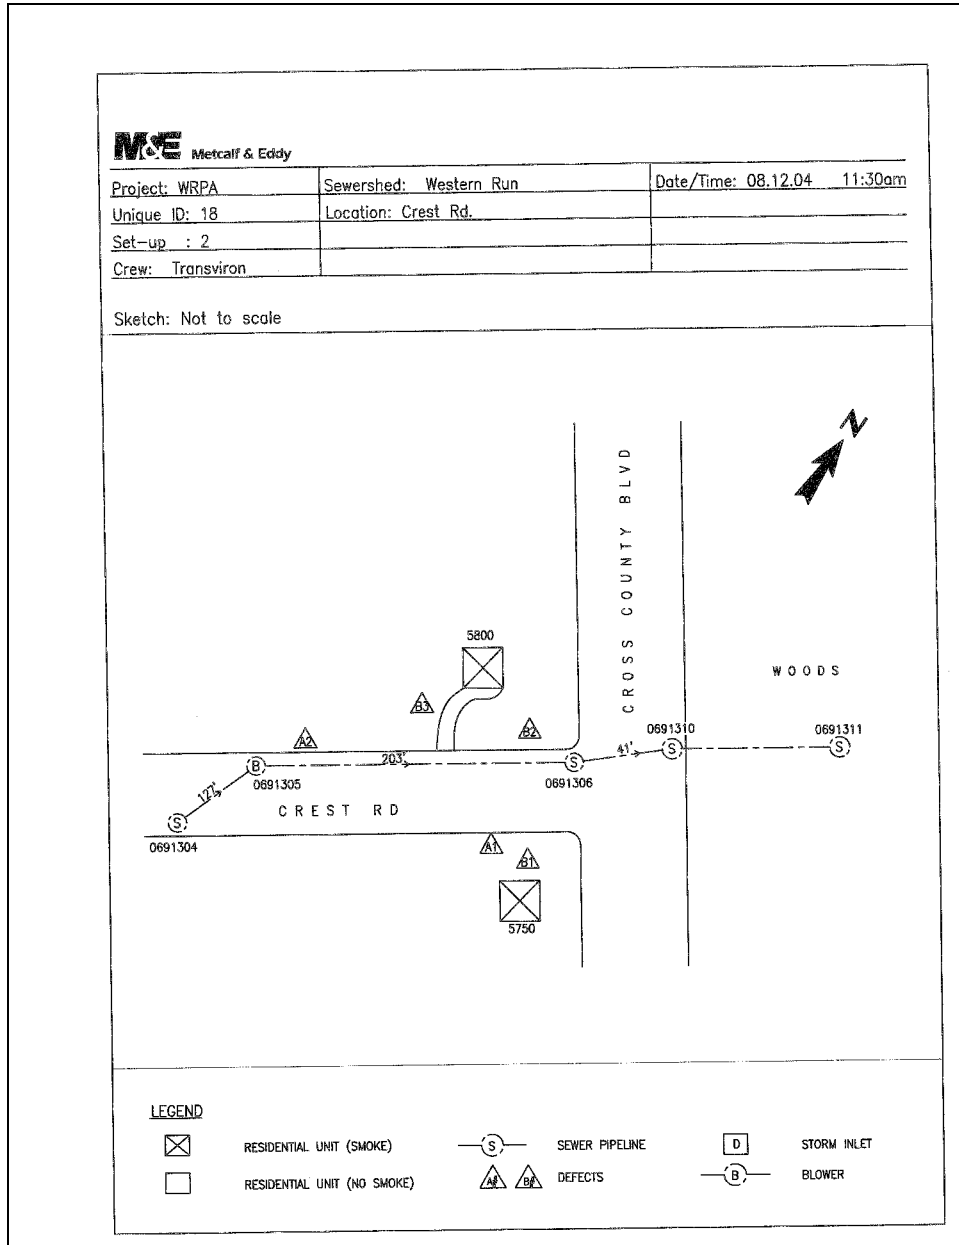 M&E Metcalf & Eddy
Project: WRPA Sewershed: Western Run Date/Time: 08.12.04 11:30am
Unique ID: 18 Location: Crest Rd.
Set-up : 2
Crew: Transviron
Sketch: Not to scale
N
CROSS COUNTY BLVD
5800
WOODS
B3
A2
B2
0691310
0691311
B
203'
S
41'
S
S
0691305
0691306
127'
CREST RD
S
0691304
A1
B1
5750
LEGEND
RESIDENTIAL UNIT (SMOKE) S SEWER PIPELINE D STORM INLET
RESIDENTIAL UNIT (NO SMOKE) A# B# DEFECTS B BLOWER